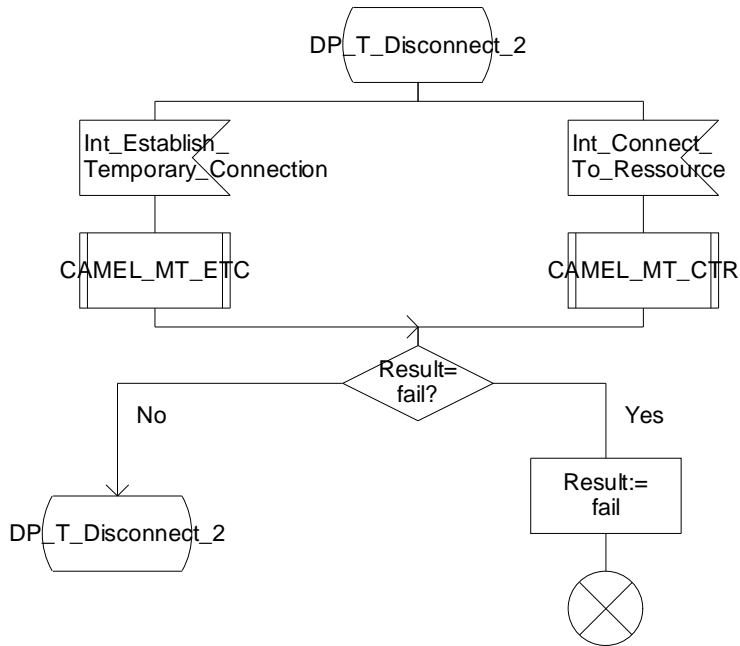 DP_T_Disconnect_2
Int_Establish_
Temporary_Connection
Int_Connect_
To_Ressource
CAMEL_MT_ETC
CAMEL_MT_CTR
Result=
fail?
No
Yes
Result:=
fail
DP_T_Disconnect_2